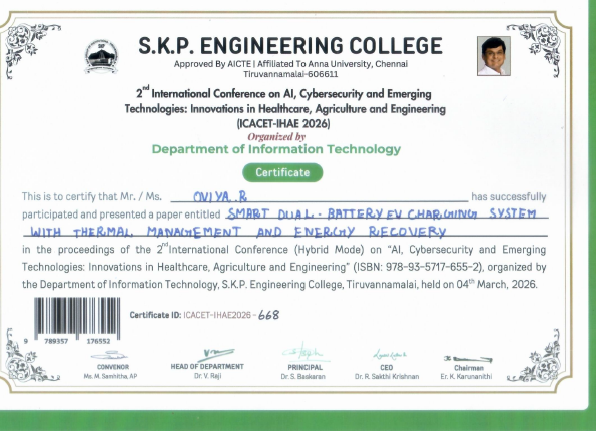 S.K.P. ENGINEERING COLLEGE
Approved By AICTE | Affiliated To Anna University, Chennai
Tiruvannamalai-606611
2nd International Conference on AI, Cybersecurity and Emerging
Technologies: Innovations in Healthcare, Agriculture and Engineering
(ICACET-IHAE 2026)
Organized by
Department of Information Technology
Certificate
This is to certify that Mr. / Ms. OVIYA.R has successfully
participated and presented a paper entitled SMART DUAL-BATTERY EV CHARGING SYSTEM
WITH THERMAL MANAGEMENT AND ENERGY RECOVERY
in the proceedings of the 2nd International Conference (Hybrid Mode) on "AI, Cybersecurity and Emerging
Technologies: Innovations in Healthcare, Agriculture and Engineering" (ISBN: 978-93-5717-655-2), organized by
the Department of Information Technology, S.K.P. Engineering College, Tiruvannamalai, held on 04th March, 2026.
Certificate ID: ICACET-IHAE2026-668
9 789357 176552
CONVENOR
Ms. M. Samhitha, AP
HEAD OF DEPARTMENT
Dr. V. Raji
PRINCIPAL
Dr. S. Baskaran
CEO
Dr. R. Sakthi Krishnan
Chairman
Er. K. Karunanithi